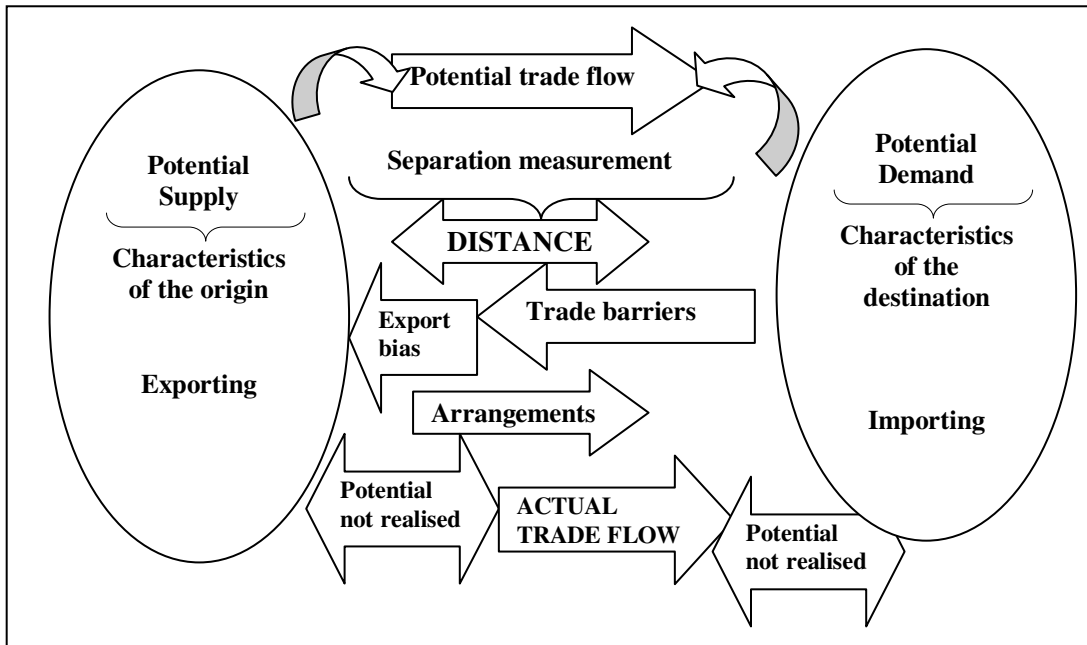 Potential trade flow
Separation measurement
Potential
Supply
Characteristics
of the origin
Exporting
Potential
Demand
Characteristics
of the
destination
Importing
DISTANCE
Trade barriers
Export
bias
Arrangements
Potential
not realised
ACTUAL
TRADE FLOW
Potential
not realised